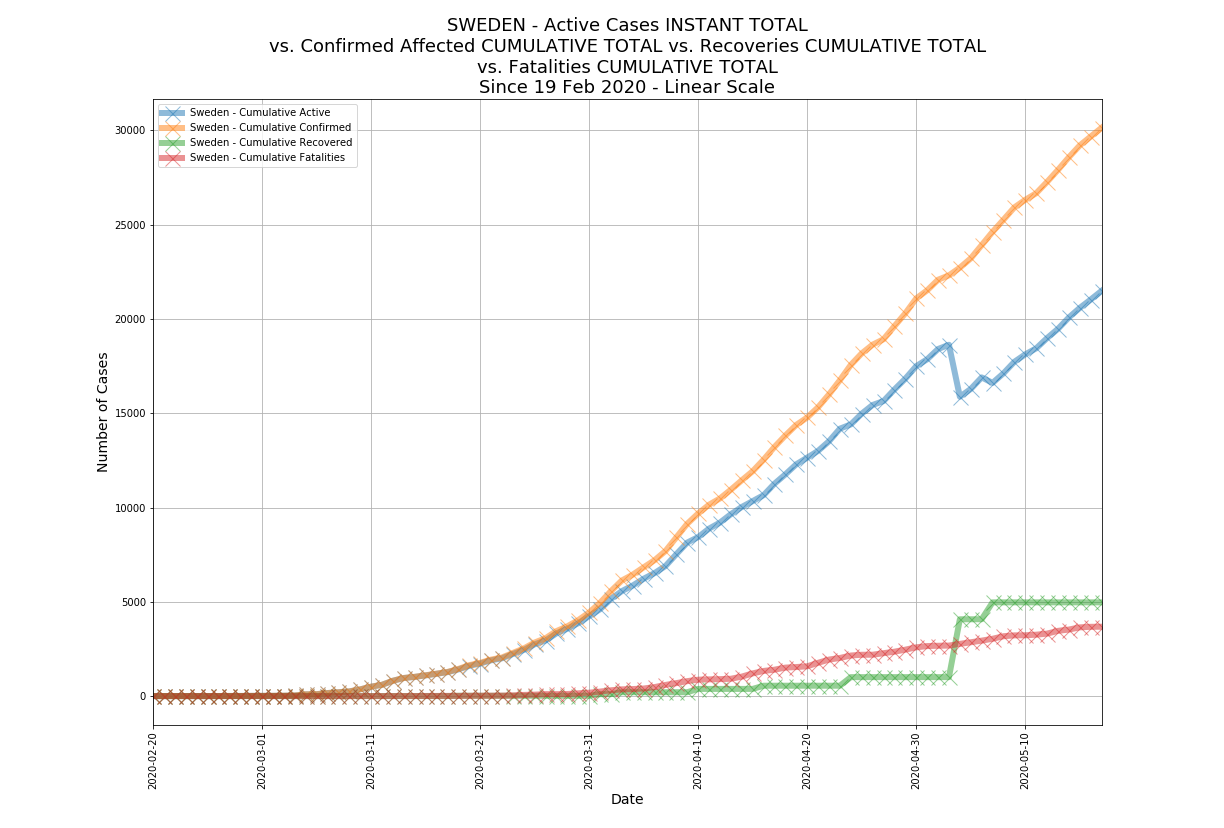 SWEDEN - Active Cases INSTANT TOTAL
vs. Confirmed Affected CUMULATIVE TOTAL vs. Recoveries CUMULATIVE TOTAL
vs. Fatalities CUMULATIVE TOTAL
Since 19 Feb 2020 - Linear Scale
Sweden - Cumulative Active
Sweden - Cumulative Confirmed
Sweden - Cumulative Recovered
Sweden - Cumulative Fatalities
30000
25000
20000
15000
10000
5000
0
Number of Cases
2020-02-20
2020-03-01
2020-03-11
2020-03-21
2020-03-31
2020-04-10
2020-04-20
2020-04-30
2020-05-10
Date